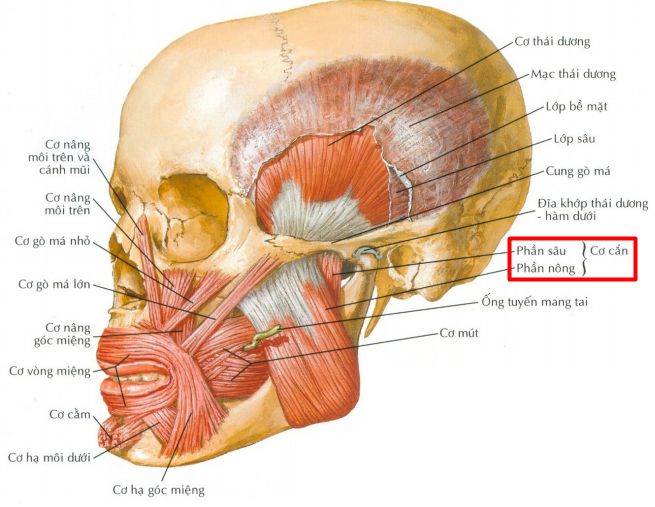 Cơ thái dương
Mạc thái dương
Lớp bề mặt
Lớp sâu
Cung gò má
Đĩa khớp thái dương
- hàm dưới
Phần sâu
Phần nông
Cơ cắn
Ống tuyến mang tai
Cơ mút
Cơ nâng
môi trên và
cánh mũi
Cơ nâng
môi trên
Cơ gò má nhỏ
Cơ gò má lớn
Cơ nâng
góc miệng
Cơ vòng miệng
Cơ cằm
Cơ hạ môi dưới
Cơ hạ góc miệng